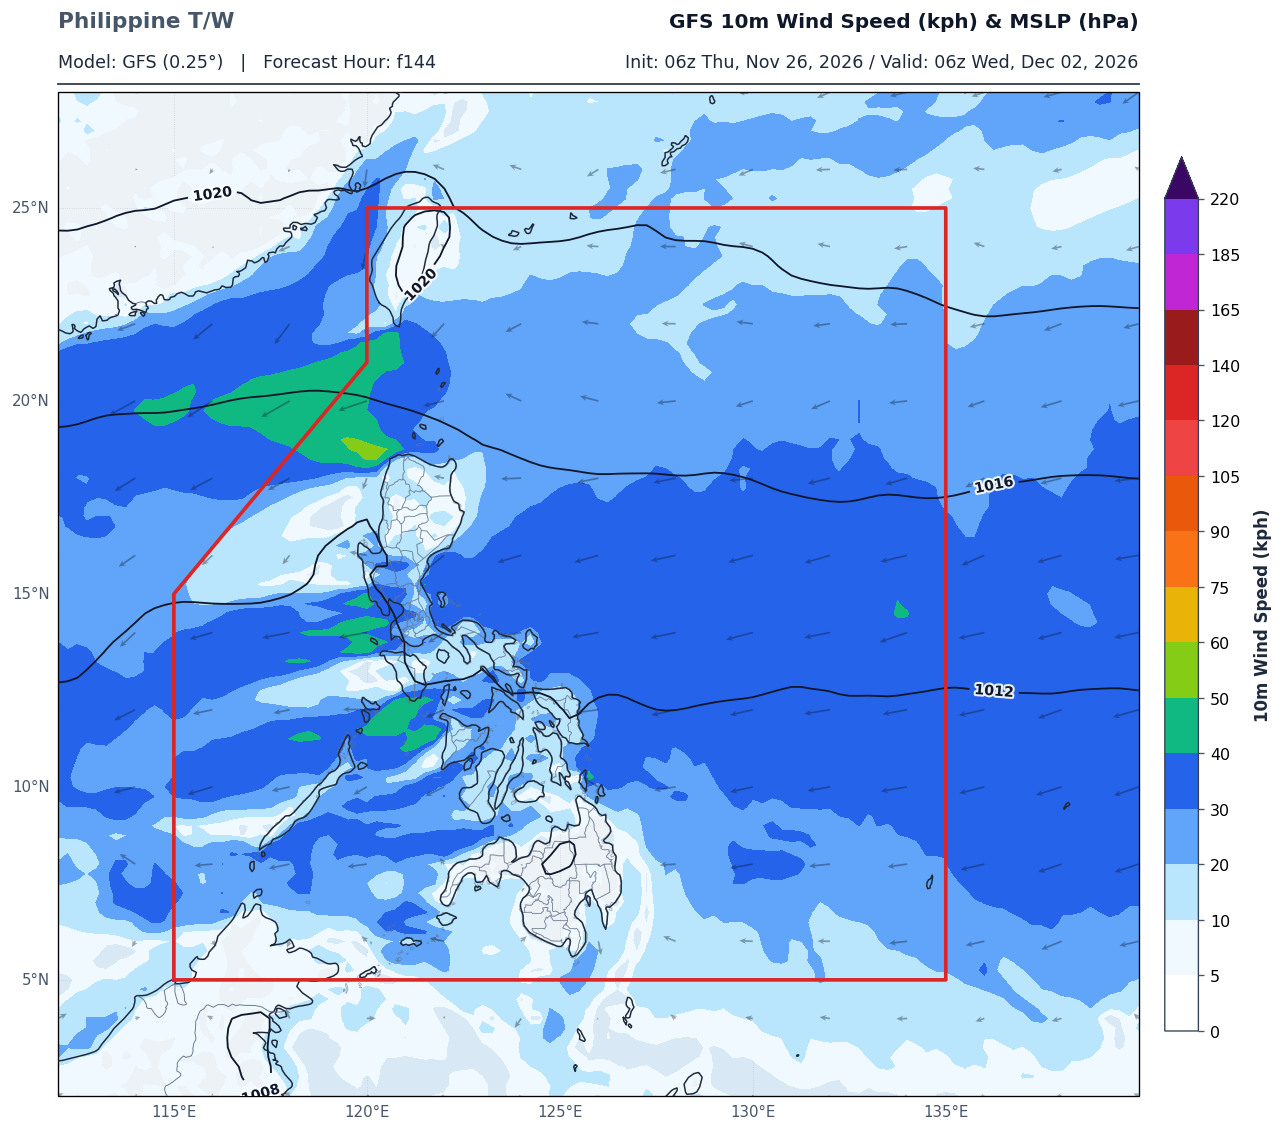 Philippine T/W
GFS 10m Wind Speed (kph) & MSLP (hPa)
Model: GFS (0.25°)   |   Forecast Hour: f144
Init: 06z Thu, Nov 26, 2026 / Valid: 06z Wed, Dec 02, 2026
1020
1020
1016
1012
1008
25°N
20°N
15°N
10°N
5°N
115°E
120°E
125°E
130°E
135°E
220
185
165
140
120
105
90
75
60
50
40
30
20
10
5
0
10m Wind Speed (kph)